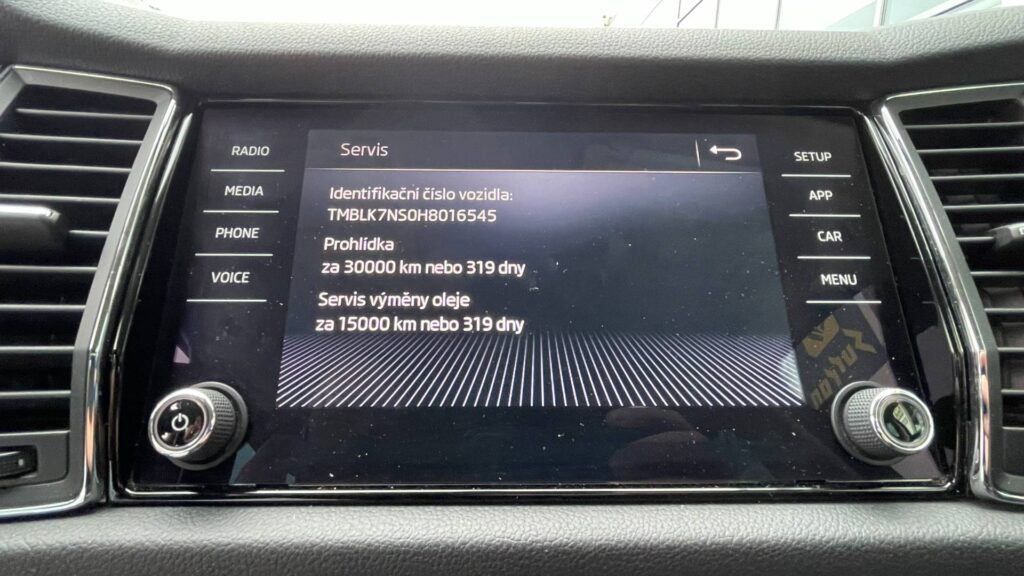 Servis
RADIO
MEDIA
PHONE
VOICE
Identifikační číslo vozidla:
TMBLK7NS0H8016545
Prohlídka
za 30000 km nebo 319 dny
Servis výměny oleje
za 15000 km nebo 319 dny
SETUP
APP
CAR
MENU